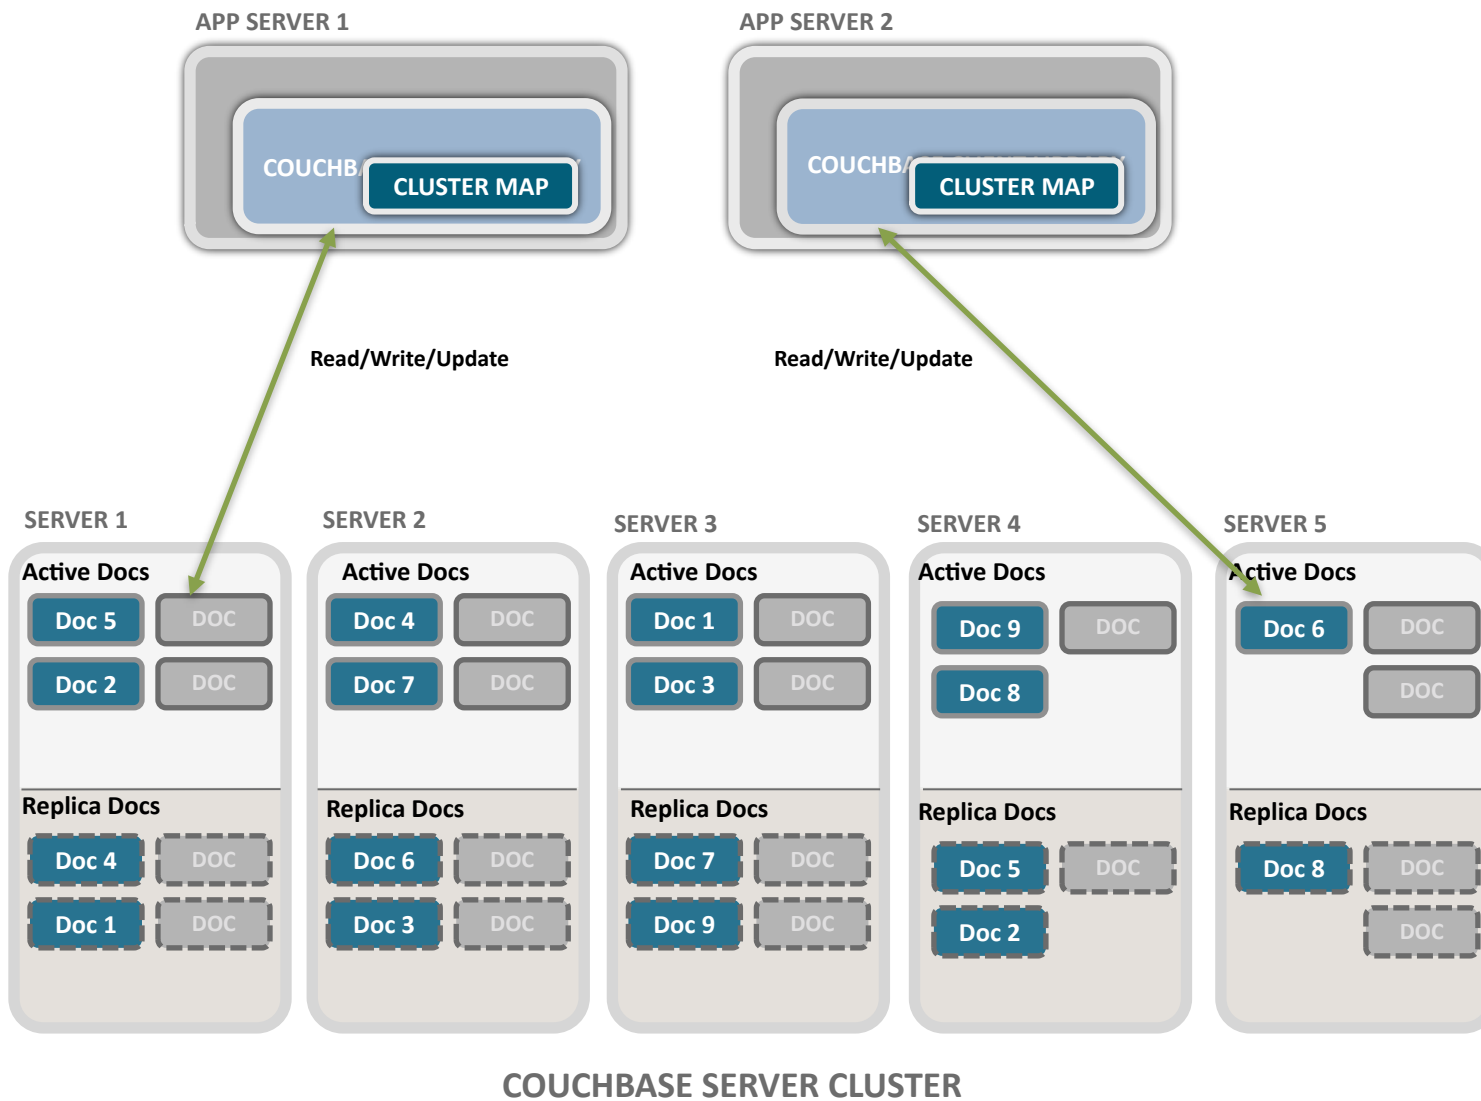 APP SERVER 1
APP SERVER 2
CLUSTER MAP
CLUSTER MAP
Read/Write/Update
Read/Write/Update
SERVER 1
SERVER 2
SERVER 3
SERVER 4
SERVER 5
Active Docs
Doc 5 DOC
Doc 2 DOC
Replica Docs
Doc 4 DOC
Doc 1 DOC
Active Docs
Doc 4 DOC
Doc 7 DOC
Replica Docs
Doc 6 DOC
Doc 3 DOC
Active Docs
Doc 1 DOC
Doc 3 DOC
Replica Docs
Doc 7 DOC
Doc 9 DOC
Active Docs
Doc 9 DOC
Doc 8
Replica Docs
Doc 5 DOC
Doc 2
Active Docs
Doc 6 DOC
DOC
Replica Docs
Doc 8 DOC
DOC
COUCHBASE SERVER CLUSTER